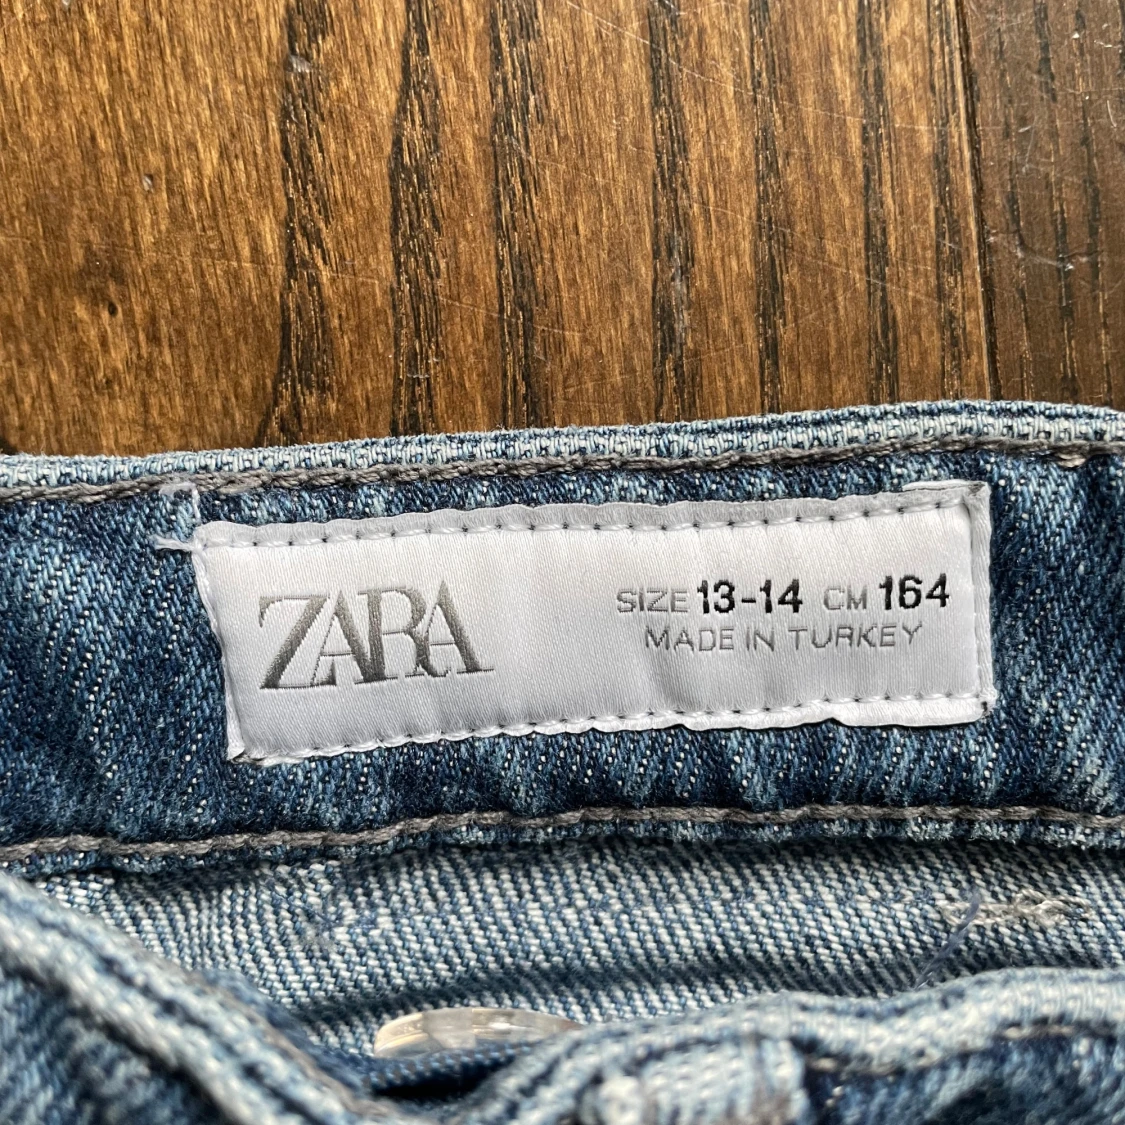 ZARA
SIZE 13-14 CM 164
MADE IN TURKEY